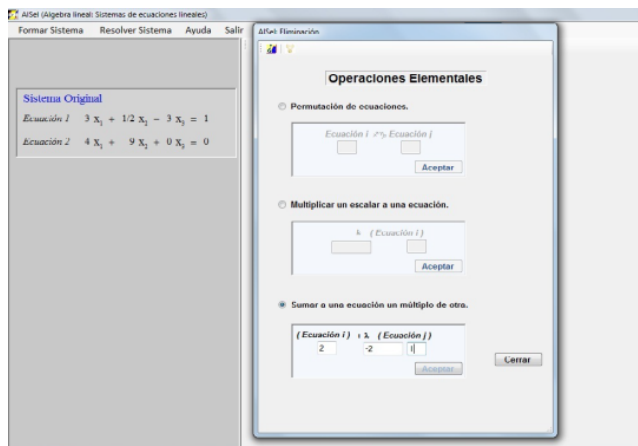 AlSel (Algebra lineal: Sistemas de ecuaciones lineales)
Formar Sistema Resolver Sistema Ayuda Salir
Sistema Original
Ecuación 1 3 x₁ + 1/2 x₂ − 3 x₃ = 1
Ecuación 2 4 x₁ + 9 x₂ + 0 x₃ = 0
AlSel: Eliminación
Operaciones Elementales
Permutación de ecuaciones.
Ecuación i Ecuación j
Aceptar
Multiplicar un escalar a una ecuación.
k (Ecuación i)
Aceptar
Sumar a una ecuación un múltiplo de otra.
(Ecuación i) + λ (Ecuación j)
2 -2
Aceptar
Cerrar